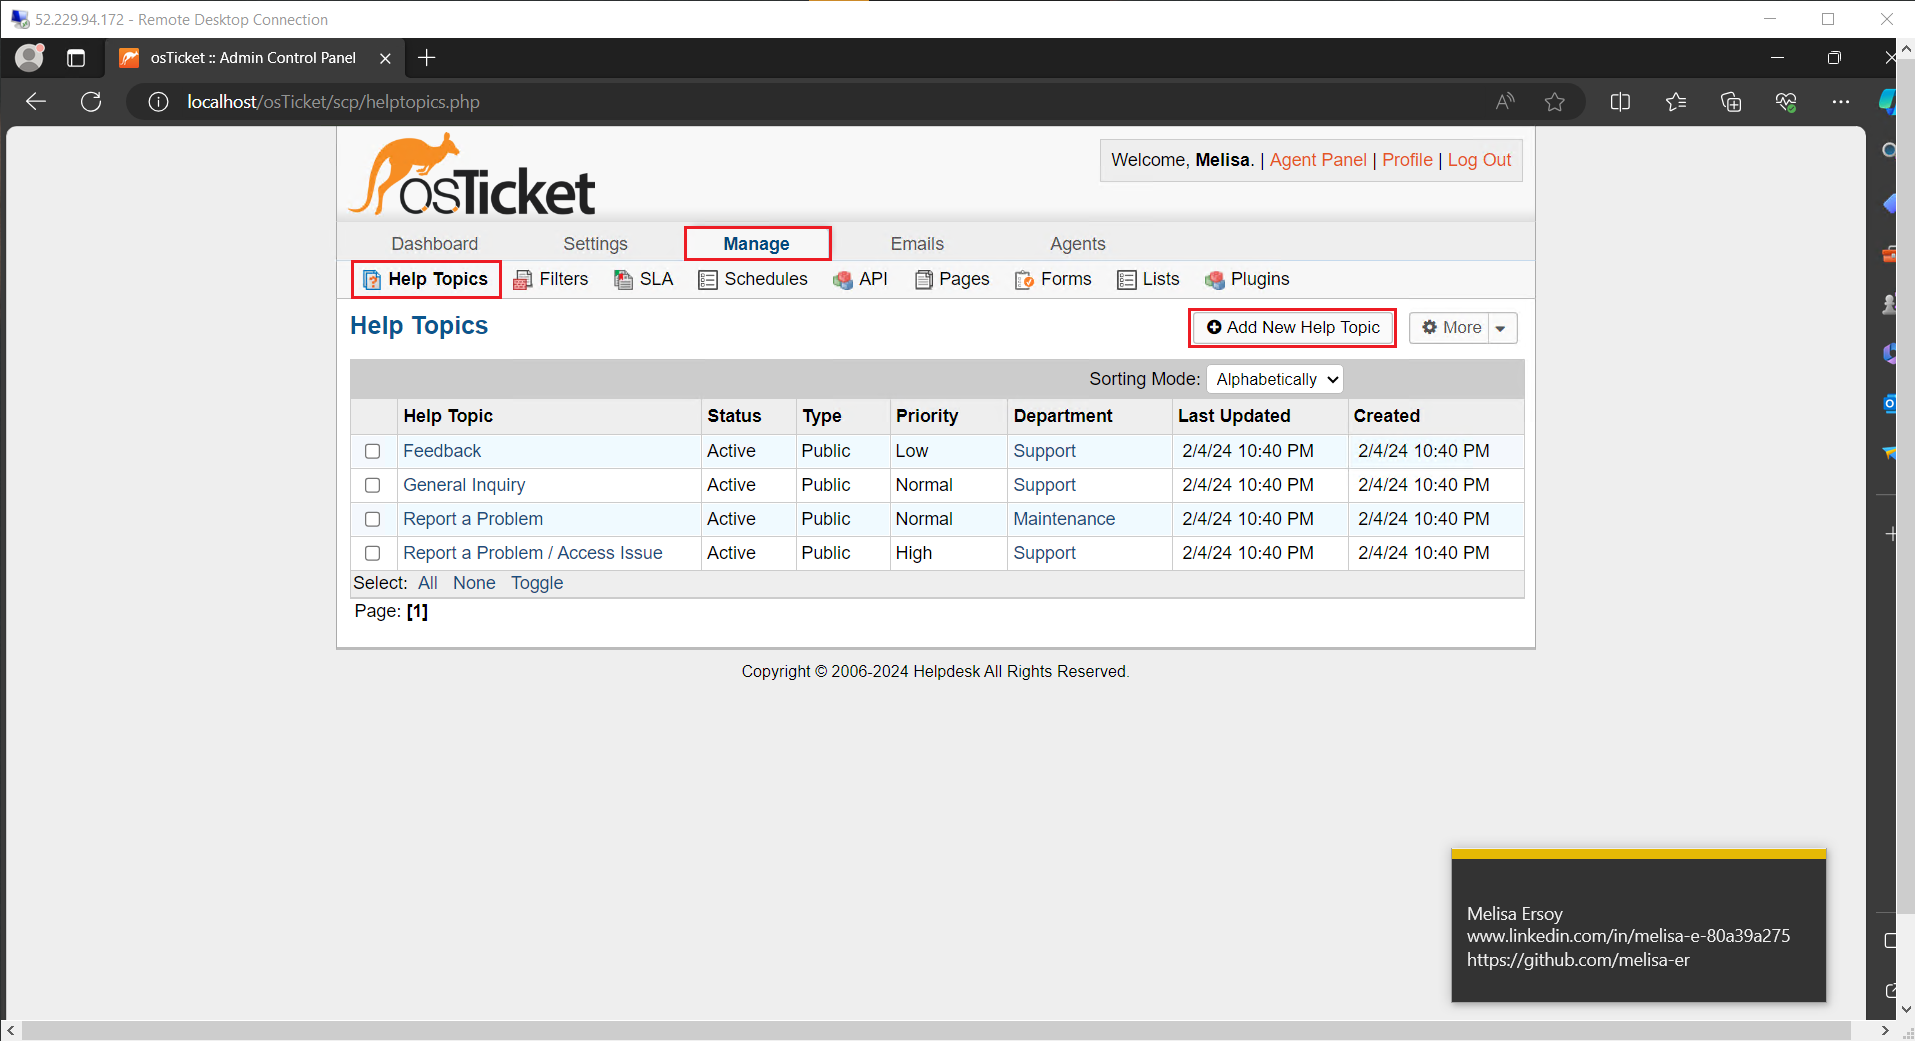 52.229.94.172 - Remote Desktop Connection
osTicket :: Admin Control Panel
localhost/osTicket/scp/helptopics.php
osTicket
Welcome, Melisa. | Agent Panel | Profile | Log Out
Dashboard Settings Manage Emails Agents
Help Topics Filters SLA Schedules API Pages Forms Lists Plugins
Help Topics
Add New Help Topic More
Sorting Mode: Alphabetically
Help Topic Status Type Priority Department Last Updated Created
Feedback Active Public Low Support 2/4/24 10:40 PM 2/4/24 10:40 PM
General Inquiry Active Public Normal Support 2/4/24 10:40 PM 2/4/24 10:40 PM
Report a Problem Active Public Normal Maintenance 2/4/24 10:40 PM 2/4/24 10:40 PM
Report a Problem / Access Issue Active Public High Support 2/4/24 10:40 PM 2/4/24 10:40 PM
Select: All None Toggle
Page: [1]
Copyright © 2006-2024 Helpdesk All Rights Reserved.
Melisa Ersoy
www.linkedin.com/in/melisa-e-80a39a275
https://github.com/melisa-er